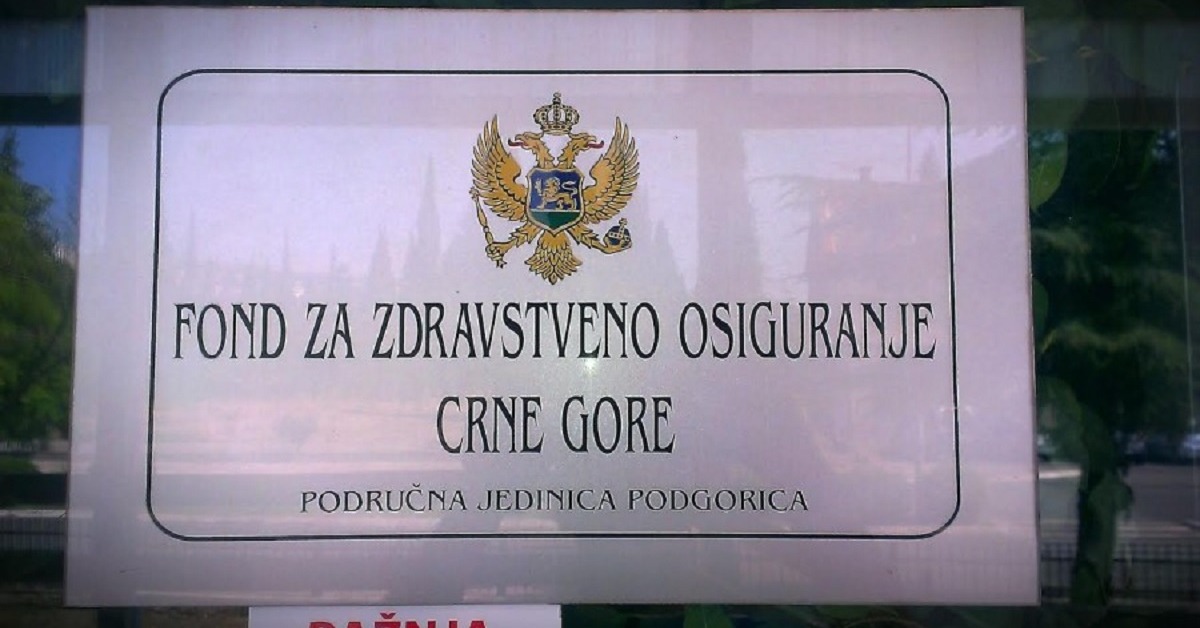 FOND ZA ZDRAVSTVENO OSIGURANJE
CRNE GORE
PODRUČNA JEDINICA PODGORICA